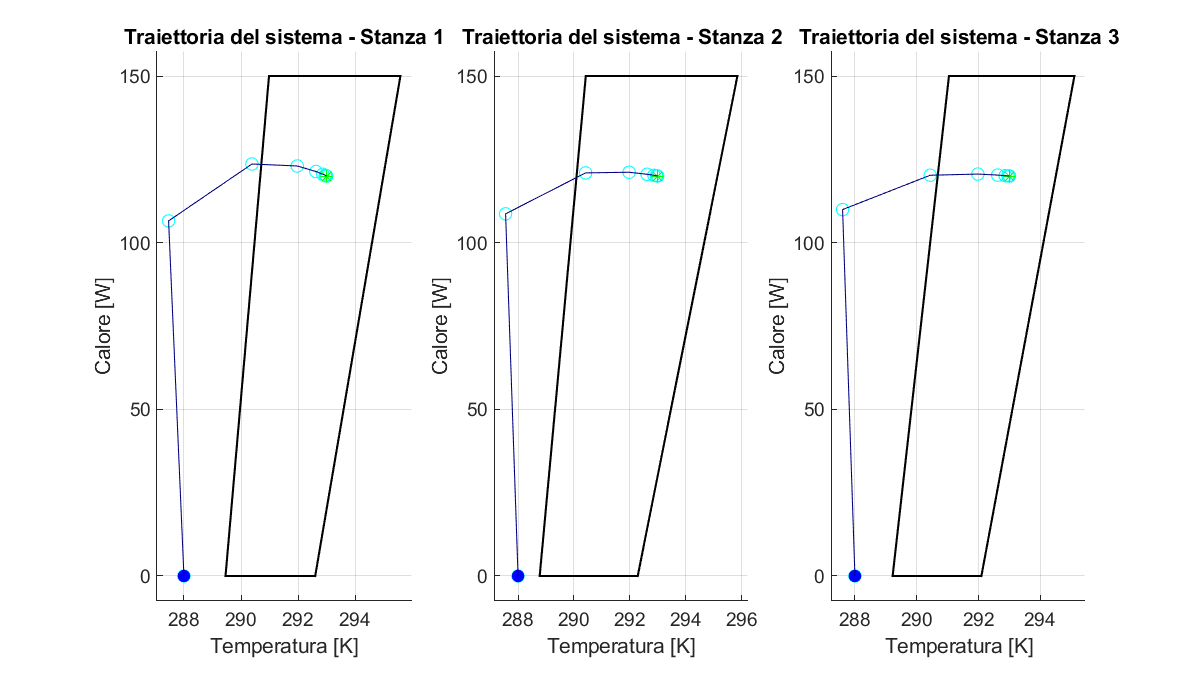 Traiettoria del sistema - Stanza 1
150
100
50
0
Calore [W]
288 290 292 294
Temperatura [K]
Traiettoria del sistema - Stanza 2
150
100
50
0
Calore [W]
288 290 292 294 296
Temperatura [K]
Traiettoria del sistema - Stanza 3
150
100
50
0
Calore [W]
288 290 292 294
Temperatura [K]